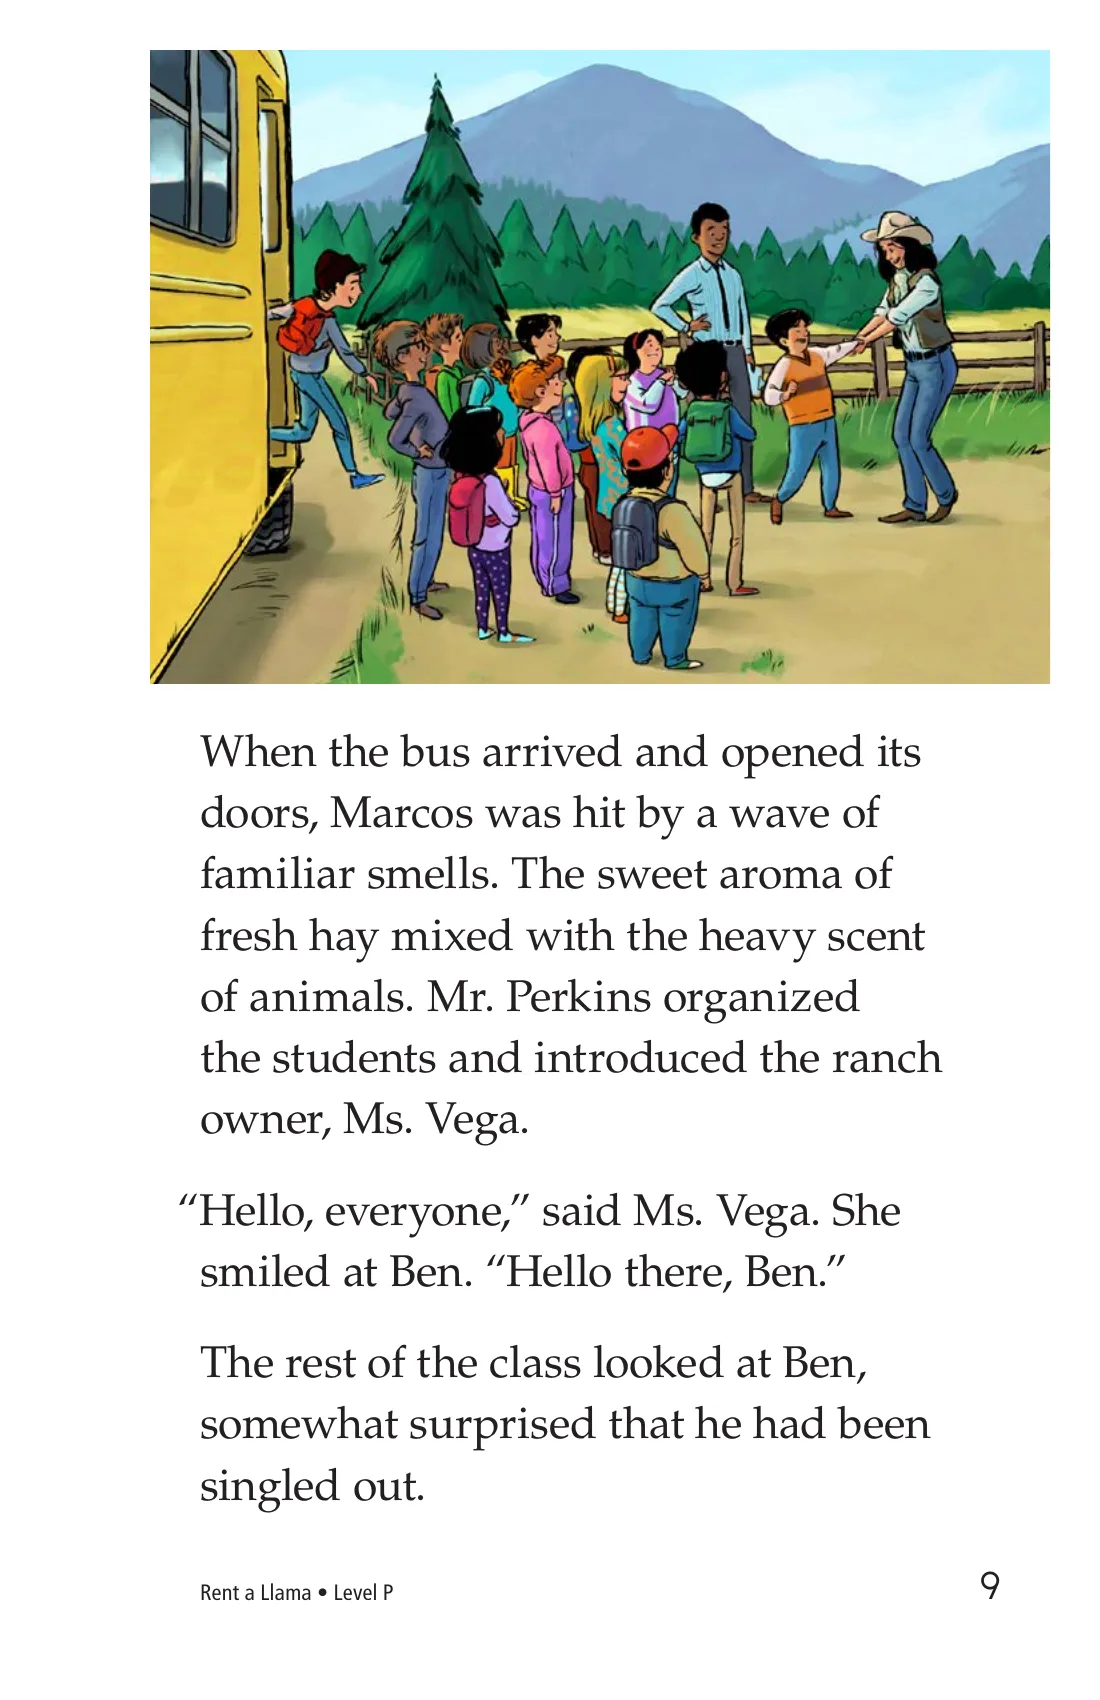 When the bus arrived and opened its
doors, Marcos was hit by a wave of
familiar smells. The sweet aroma of
fresh hay mixed with the heavy scent
of animals. Mr. Perkins organized
the students and introduced the ranch
owner, Ms. Vega.
“Hello, everyone,” said Ms. Vega. She
smiled at Ben. “Hello there, Ben.”
The rest of the class looked at Ben,
somewhat surprised that he had been
singled out.
Rent a Llama • Level P
9